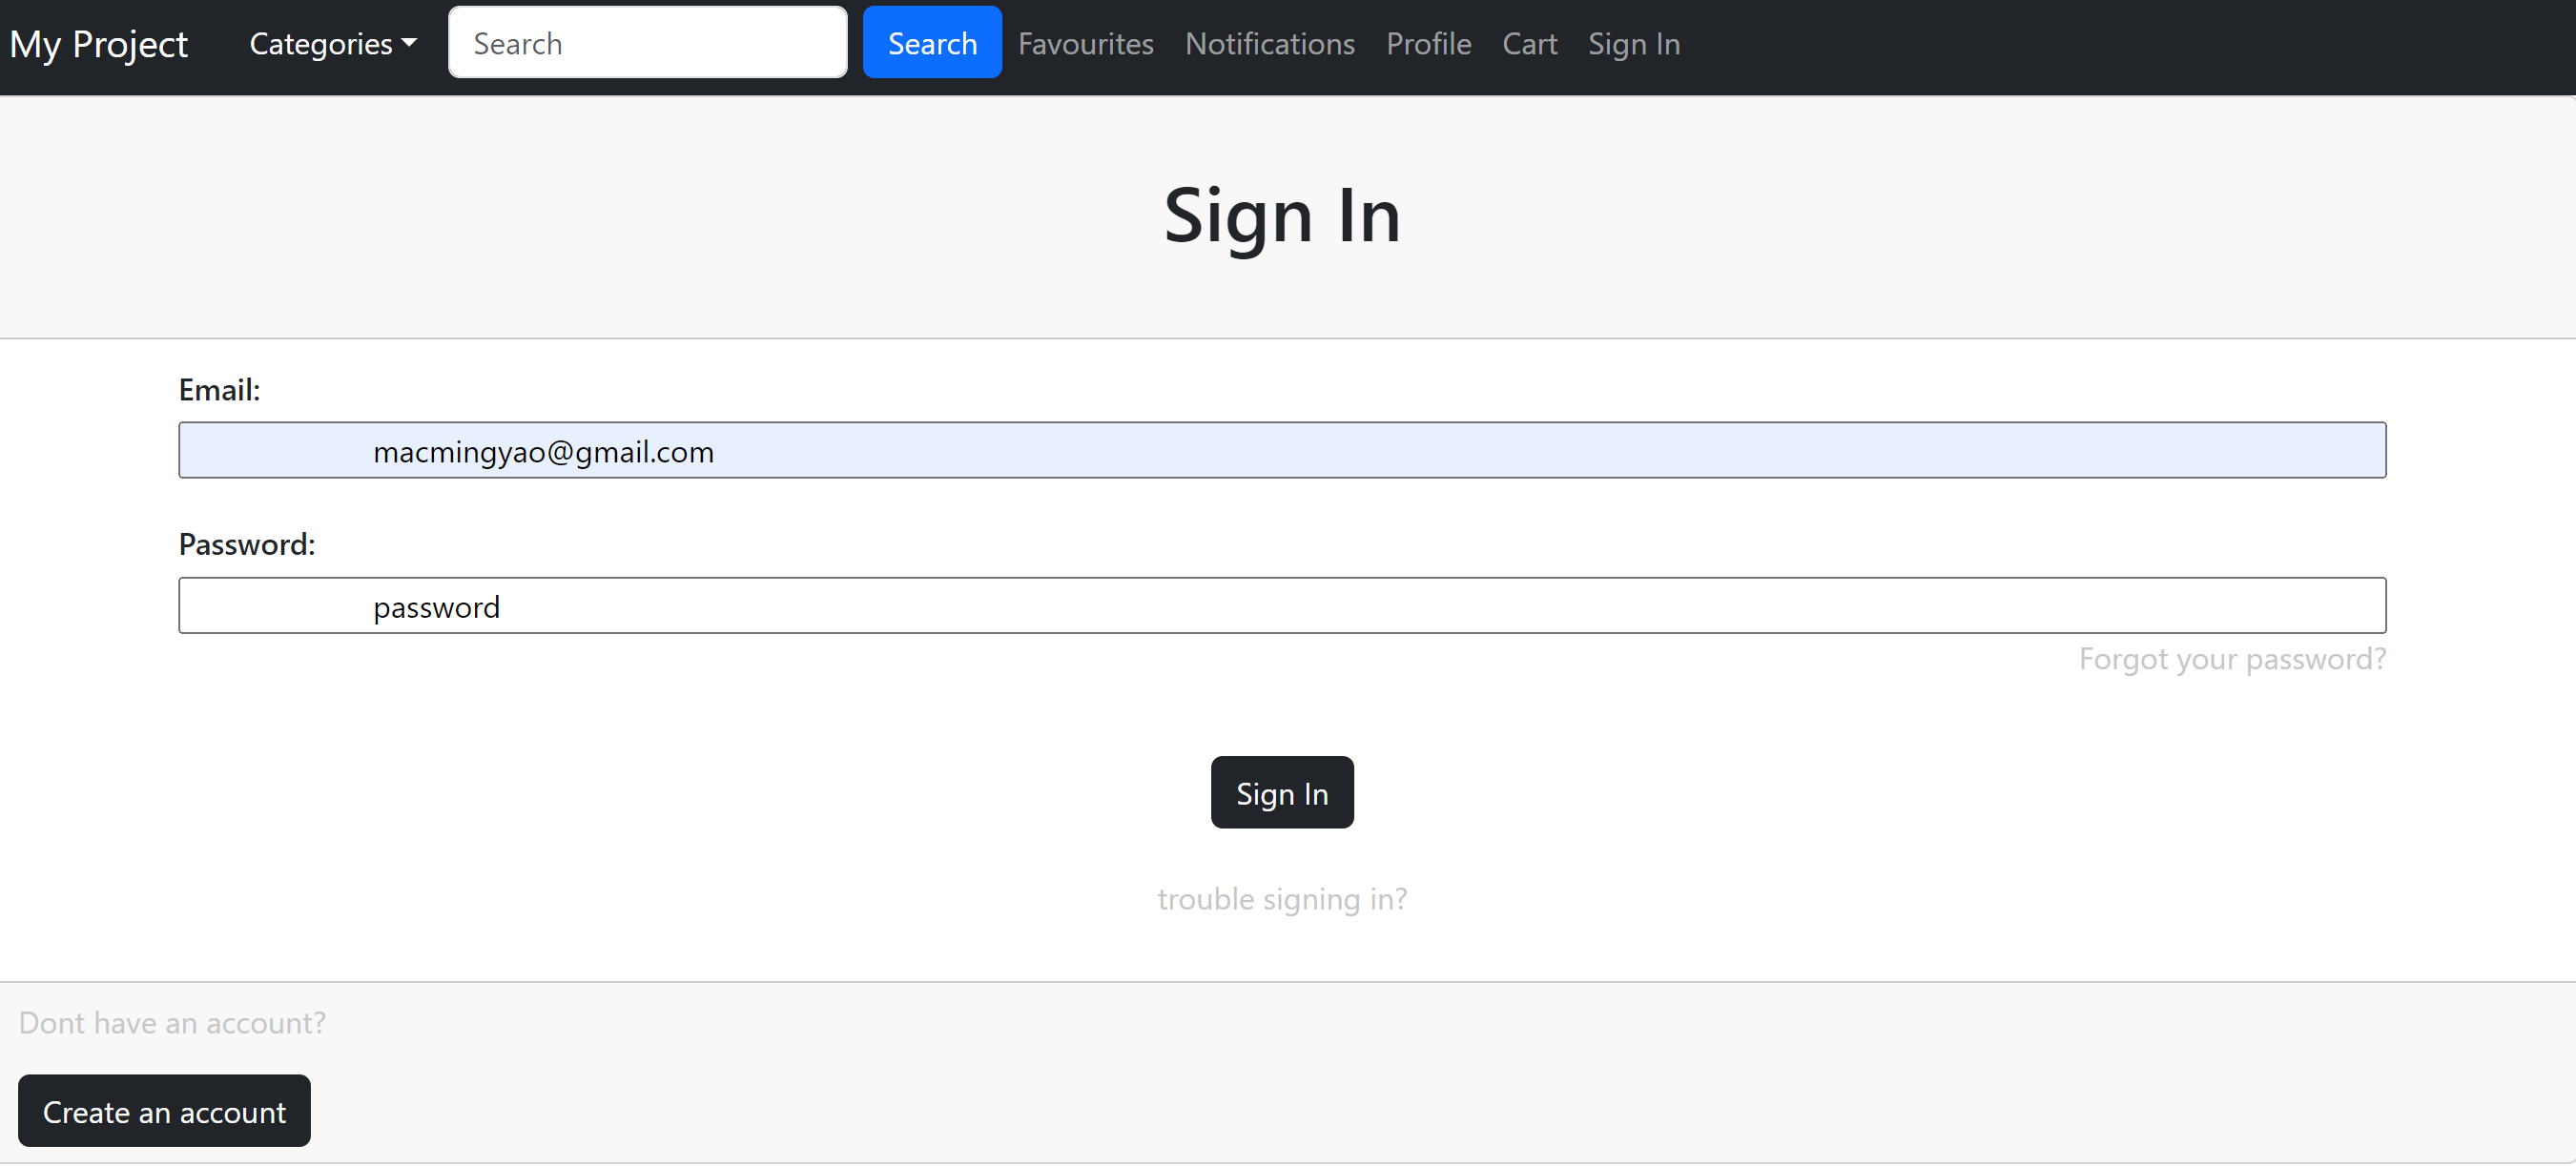 My Project Categories Search Search Favourites Notifications Profile Cart Sign In
Sign In
Email:
macmingyao@gmail.com
Password:
password
Forgot your password?
Sign In
trouble signing in?
Dont have an account?
Create an account